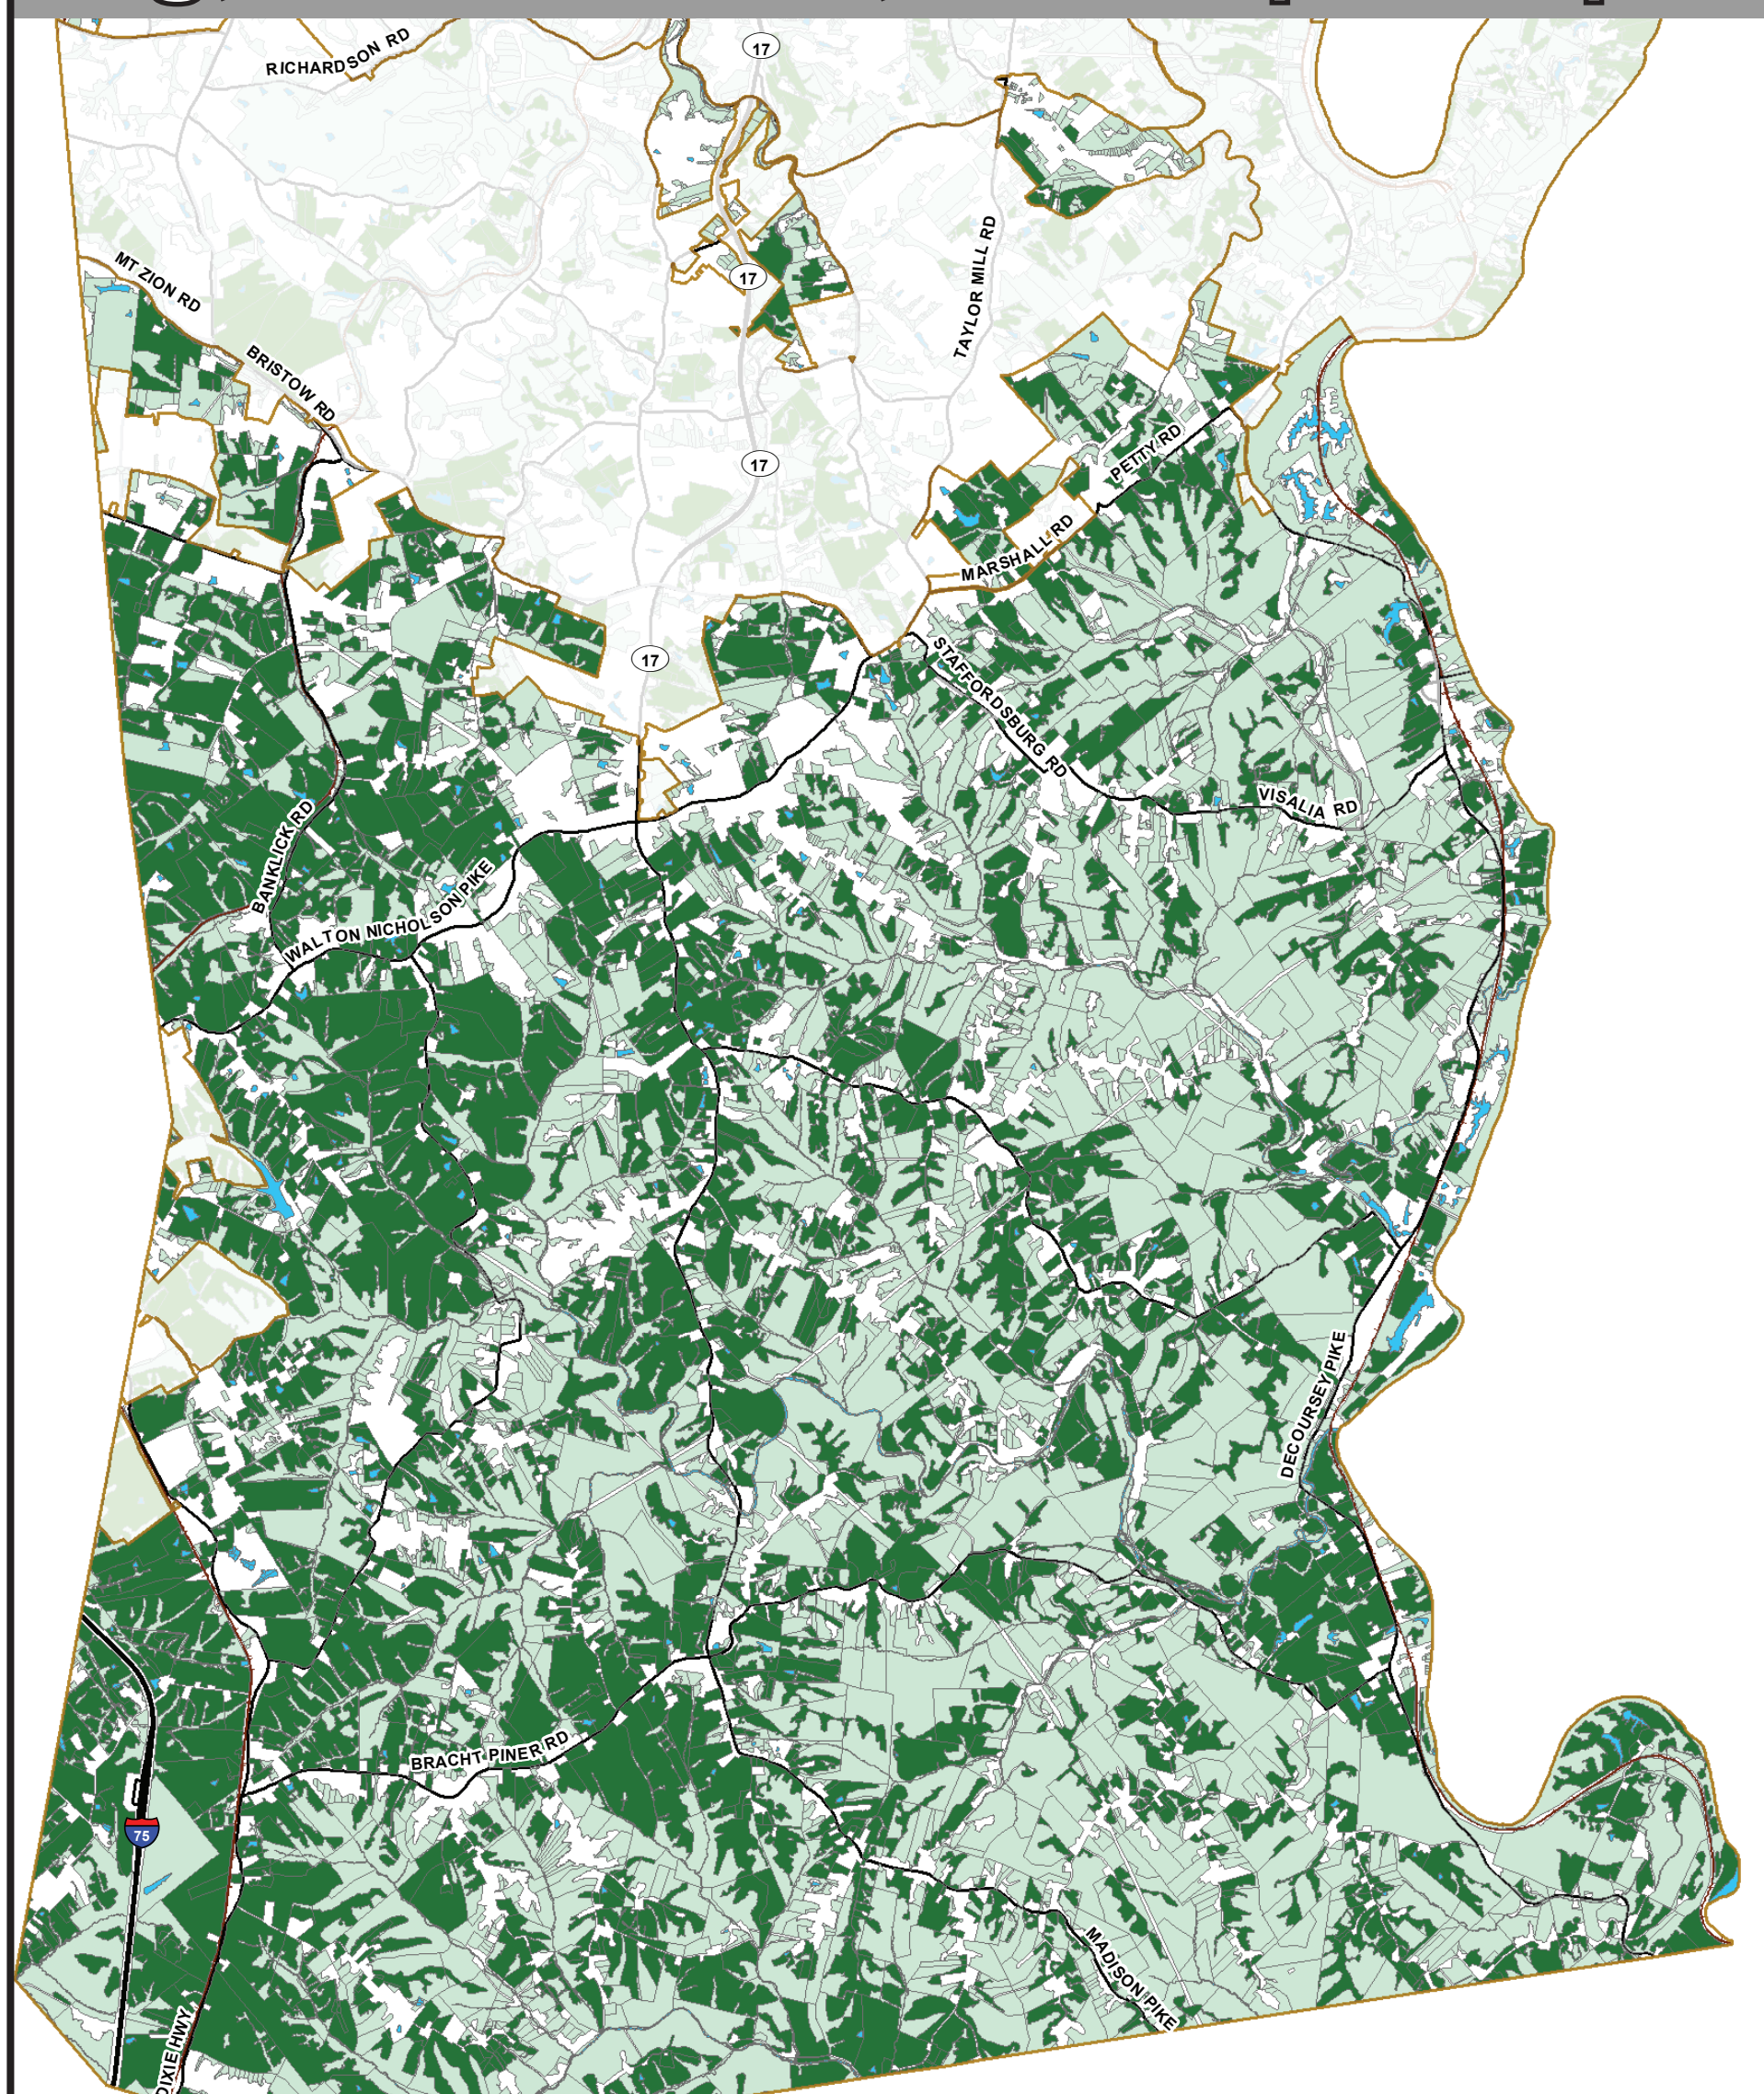 17
RICHARDSON RD
MT ZION RD
17
TAYLOR MILL RD
BRISTOW RD
PETTY RD
17
MARSHALL RD
17
STAFFORDSBURG RD
VISALIA RD
BANKLICK RD
WALTON NICHOLSON PIKE
DECOURSEY PIKE
BRACHT PINER RD
75
MADISON PIKE
DIXIE HWY